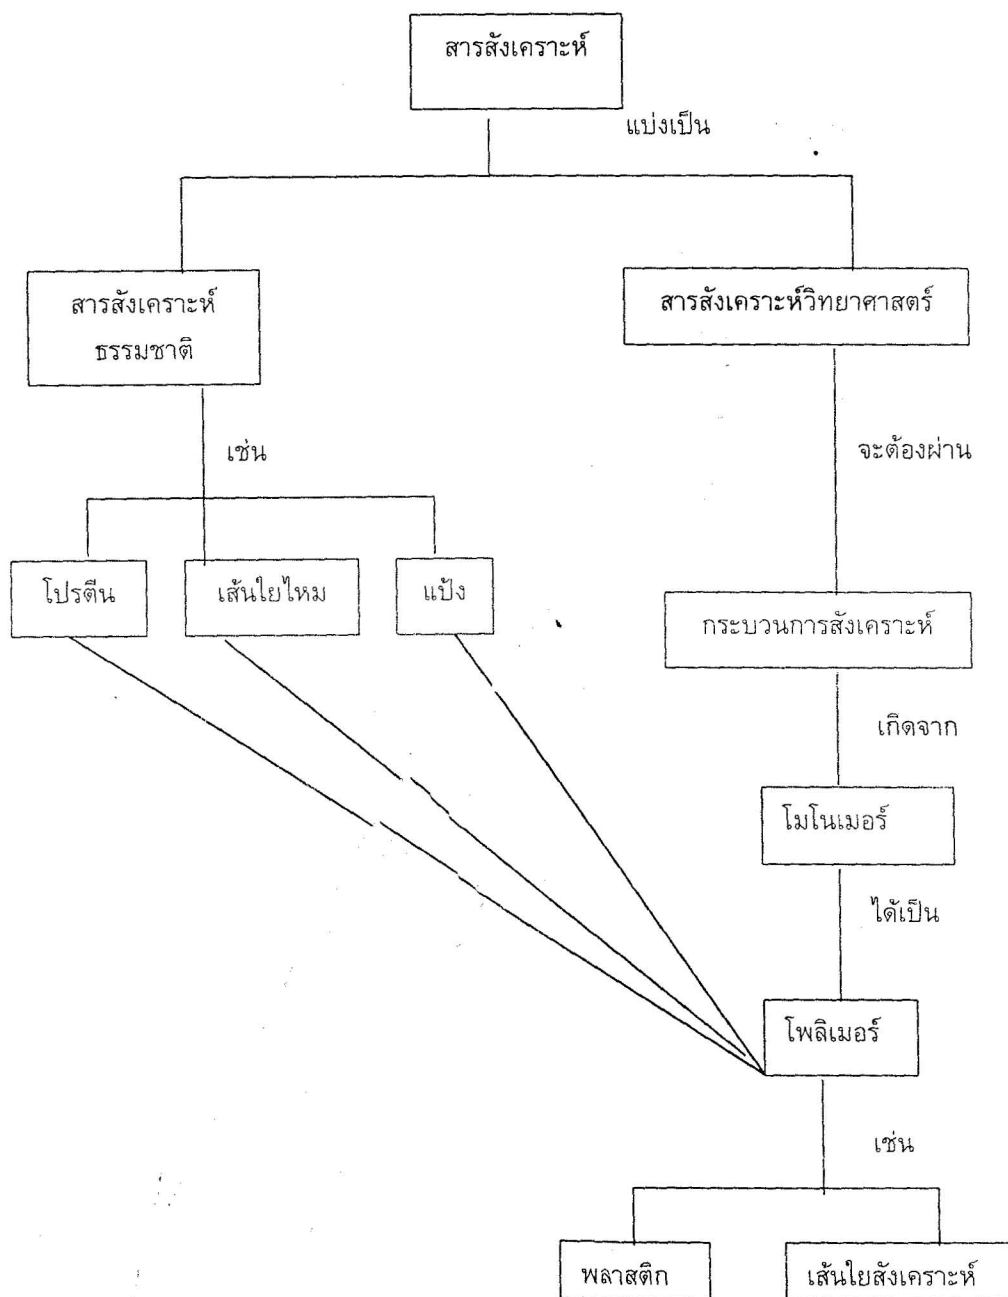 สารสังเคราะห์
แบ่งเป็น
สารสังเคราะห์
ธรรมชาติ
สารสังเคราะห์วิทยาศาสตร์
เช่น
จะต้องผ่าน
โปรตีน
เส้นใยไหม
แป้ง
กระบวนการสังเคราะห์
เกิดจาก
โมโนเมอร์
ได้เป็น
โพลิเมอร์
เช่น
พลาสติก
เส้นใยสังเคราะห์